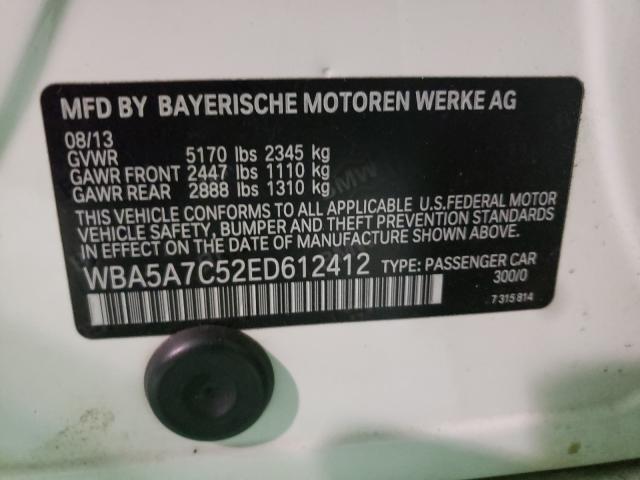 MFD BY BAYERISCHE MOTOREN WERKE AG
08/13
GVWR 5170 lbs 2345 kg
GAWR FRONT 2447 lbs 1110 kg
GAWR REAR 2888 lbs 1310 kg
THIS VEHICLE CONFORMS TO ALL APPLICABLE U.S.FEDERAL MOTOR
VEHICLE SAFETY, BUMPER AND THEFT PREVENTION STANDARDS
IN EFFECT ON THE DATE OF MANUFACTURE SHOWN ABOVE.
WBA5A7C52ED612412 TYPE: PASSENGER CAR
300/0
7 315 814